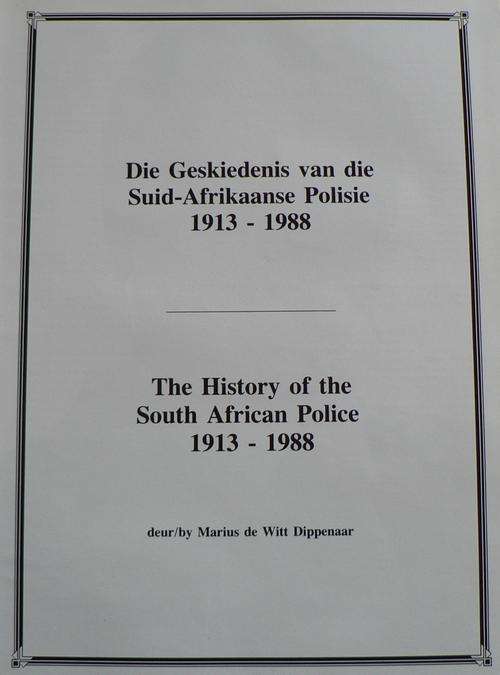 Die Geskiedenis van die
Suid-Afrikaanse Polisie
1913 - 1988
The History of the
South African Police
1913 - 1988
deur/by Marius de Witt Dippenaar